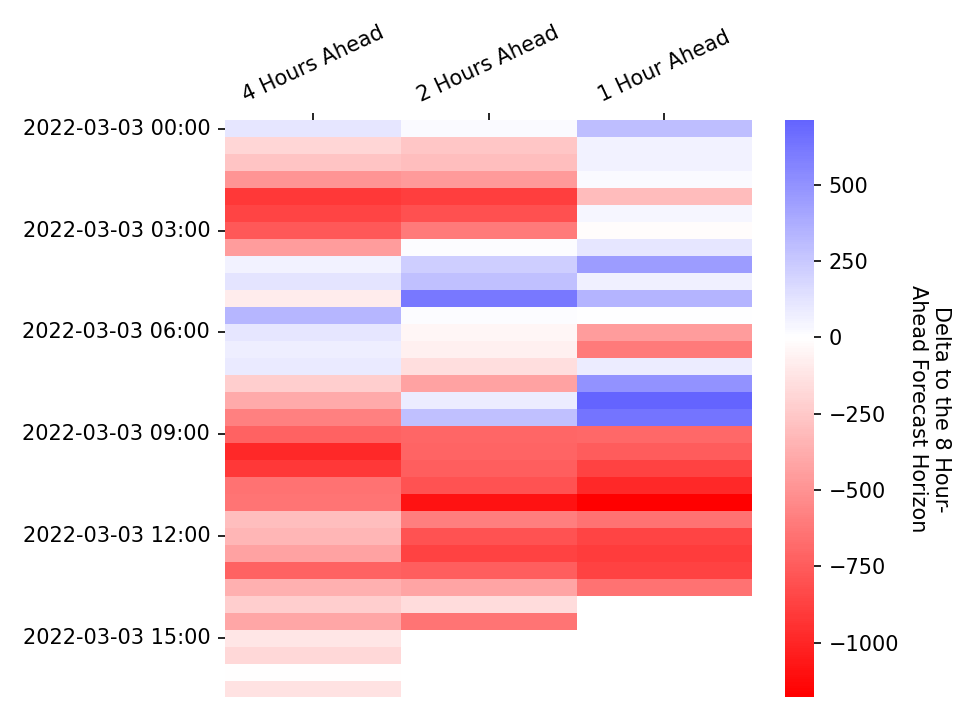 4 Hours Ahead
2 Hours Ahead
1 Hour Ahead
2022-03-03 00:00
2022-03-03 03:00
2022-03-03 06:00
2022-03-03 09:00
2022-03-03 12:00
2022-03-03 15:00
500
250
0
−250
−500
−750
−1000
Delta to the 8 Hour-
Ahead Forecast Horizon